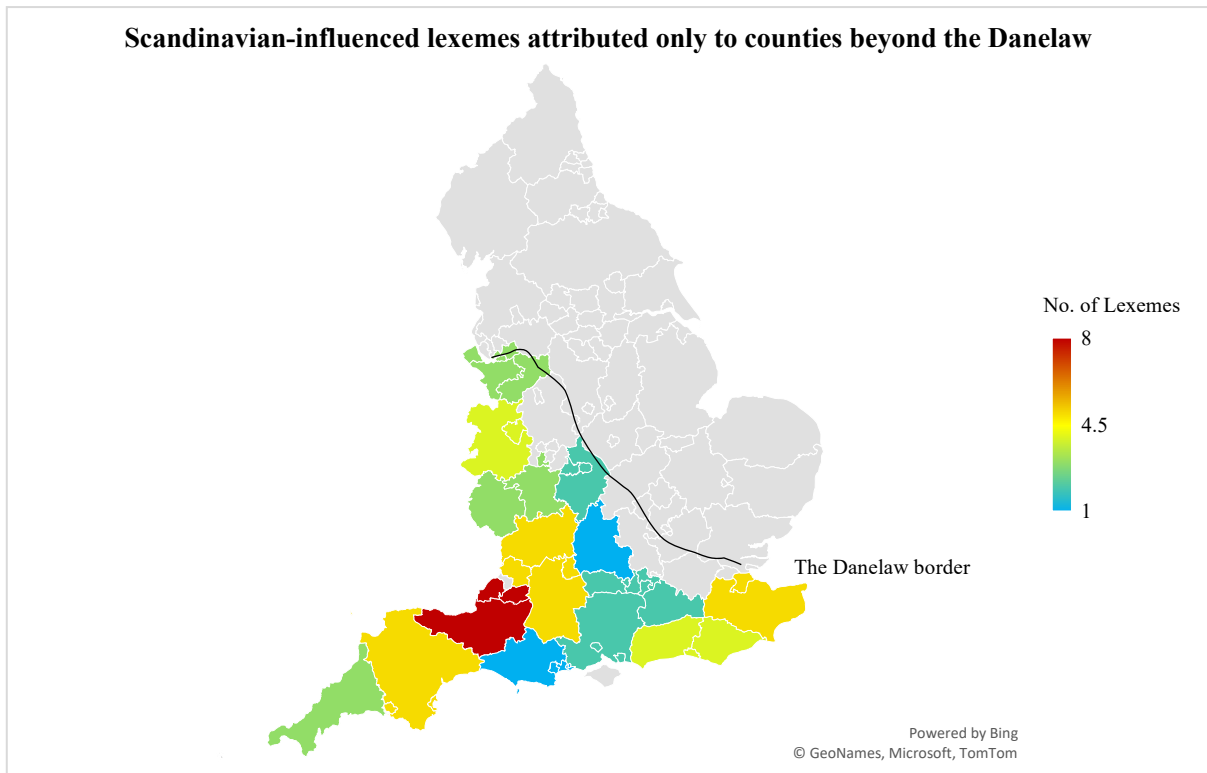 Scandinavian-influenced lexemes attributed only to counties beyond the Danelaw
No. of Lexemes
8
4.5
1
The Danelaw border
Powered by Bing
© GeoNames, Microsoft, TomTom